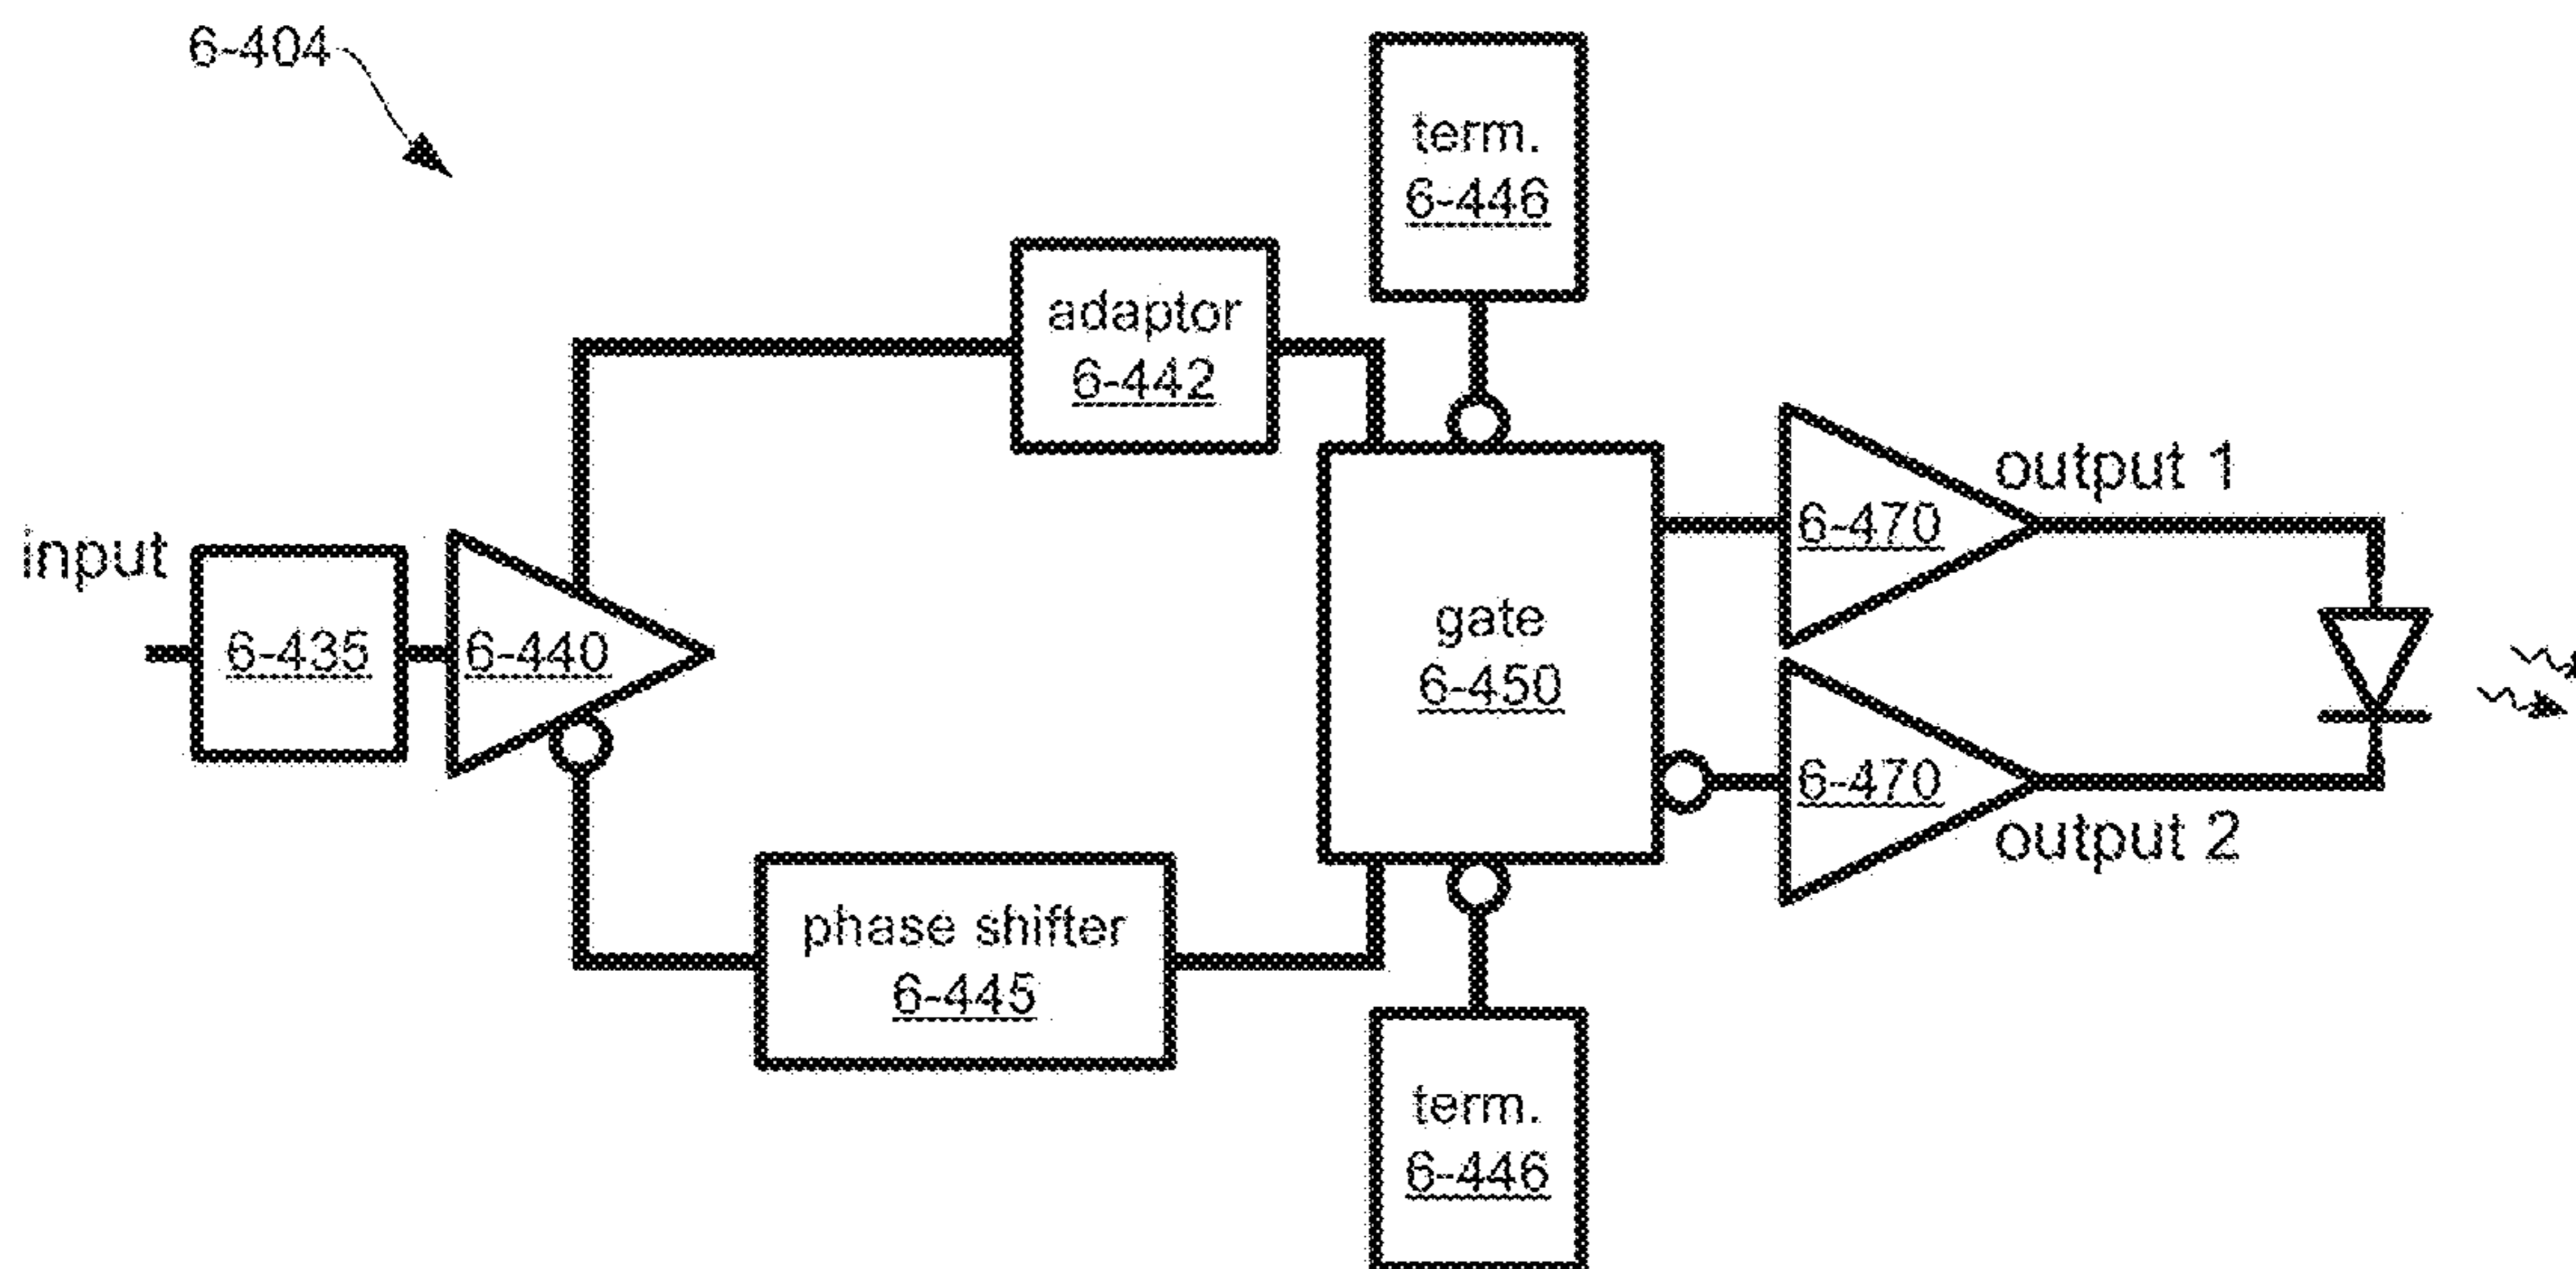 6-404
term.
6-446
adaptor
6-442
input
6-435
6-440
output 1
6-470
gate
6-450
6-470
output 2
phase shifter
6-445
term.
6-446